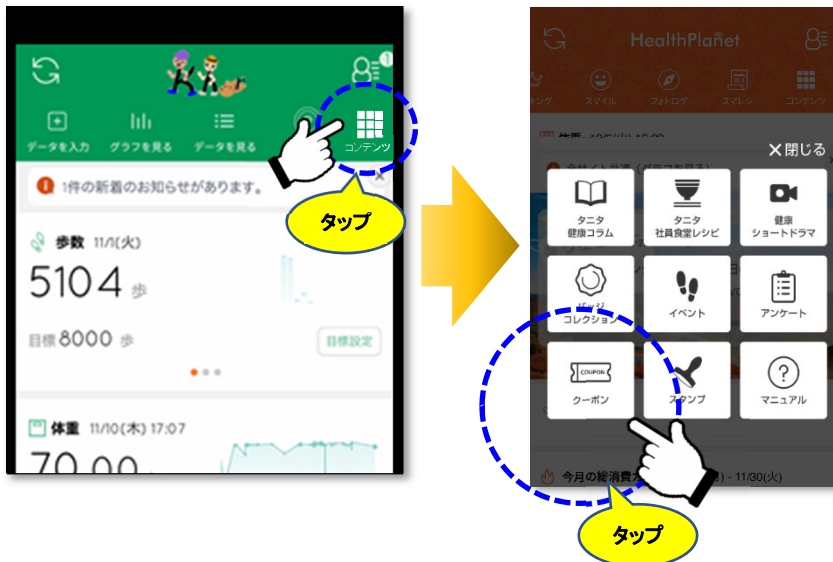 1
データを入力 グラフを見る データを見る コンテンツ
1件の新着のお知らせがあります。
タップ
歩数 11/1(火)
5104 歩
目標 8000 歩
目標設定
体重 11/10(木) 17:07
70.00
HealthPlanet
スマイル フォトログ スマレシ コンテンツ
×閉じる
タニタ
健康コラム
タニタ
社員食堂レシピ
健康
ショートドラマ
バッジ
コレクション
イベント
アンケート
COUPON
クーポン
スタンプ
?
マニュアル
今月の総消費
- 11/30(火)
タップ